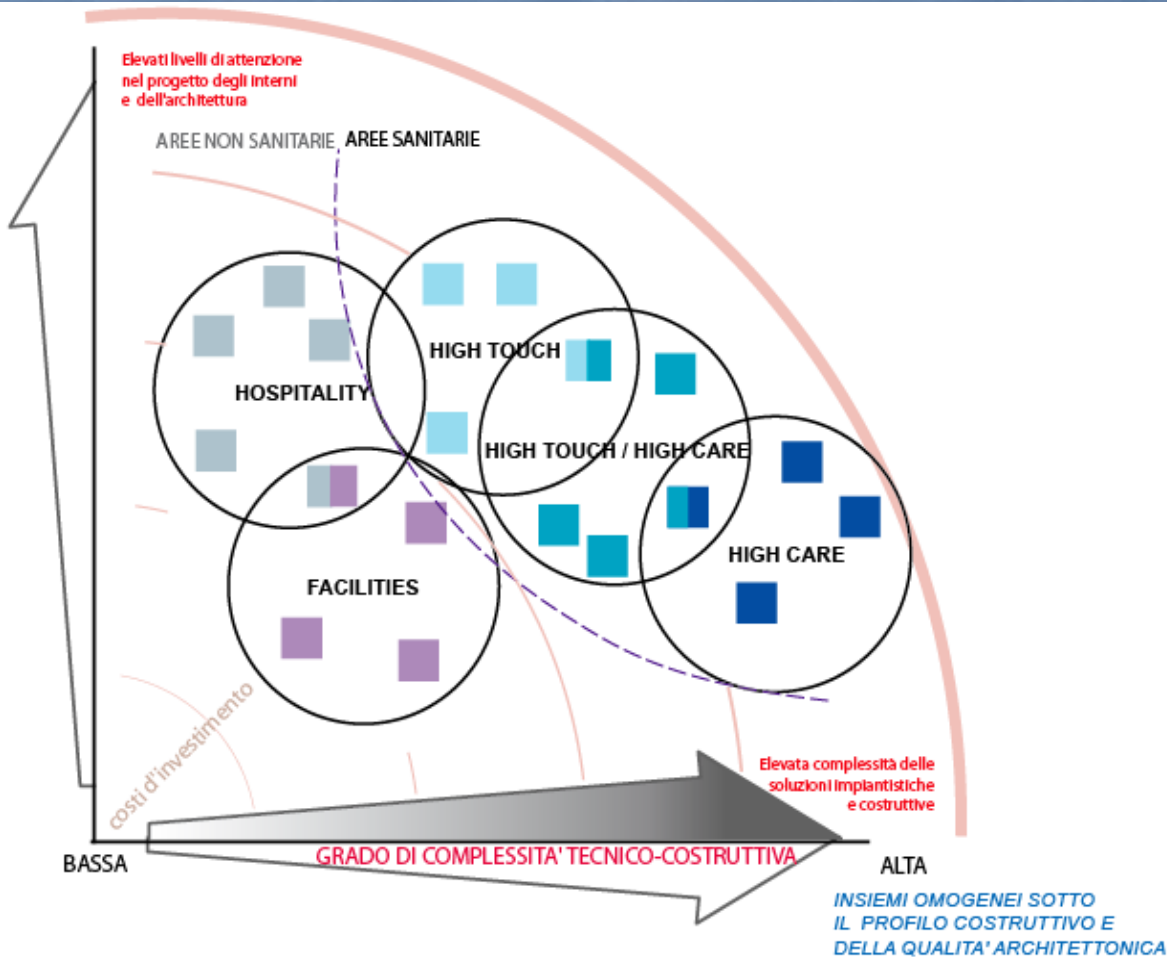 Elevati livelli di attenzione
nel progetto degli interni
e dell'architettura
AREE NON SANITARIE
AREE SANITARIE
HIGH TOUCH
HOSPITALITY
HIGH TOUCH / HIGH CARE
HIGH CARE
FACILITIES
costi d'investimento
Elevata complessità delle
soluzioni impiantistiche
e costruttive
BASSA
GRADO DI COMPLESSITA' TECNICO-COSTRUTTIVA
ALTA
INSIEMI OMOGENEI SOTTO
IL PROFILO COSTRUTTIVO E
DELLA QUALITA' ARCHITETTONICA